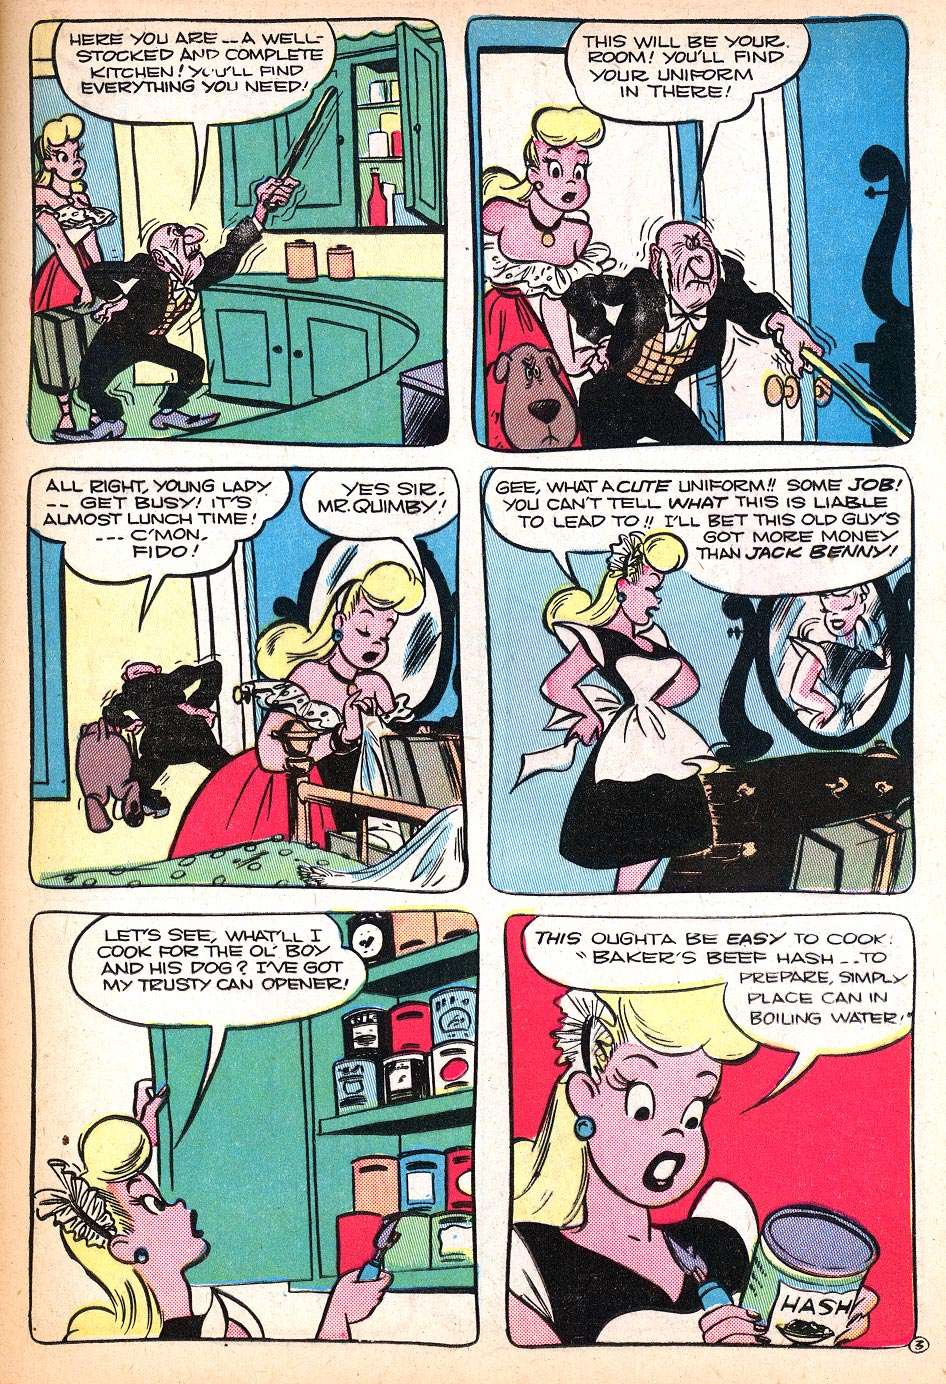 HERE YOU ARE -- A WELL-
STOCKED AND COMPLETE
KITCHEN! YOU'LL FIND
EVERYTHING YOU NEED!
THIS WILL BE YOUR
ROOM! YOU'LL FIND
YOUR UNIFORM
IN THERE!
ALL RIGHT, YOUNG LADY
-- GET BUSY! IT'S
ALMOST LUNCH TIME!
--- C'MON,
FIDO!
YES SIR,
MR. QUIMBY!
GEE, WHAT A CUTE UNIFORM!! SOME JOB!
YOU CAN'T TELL WHAT THIS IS LIABLE
TO LEAD TO!! I'LL BET THIS OLD GUY'S
GOT MORE MONEY
THAN JACK BENNY!
LET'S SEE, WHAT'LL I
COOK FOR THE OL' BOY
AND HIS DOG? I'VE GOT
MY TRUSTY CAN OPENER!
THIS OUGHTA BE EASY TO COOK:
"BAKER'S BEEF HASH --TO
PREPARE, SIMPLY
PLACE CAN IN
BOILING WATER!"
HASH
3